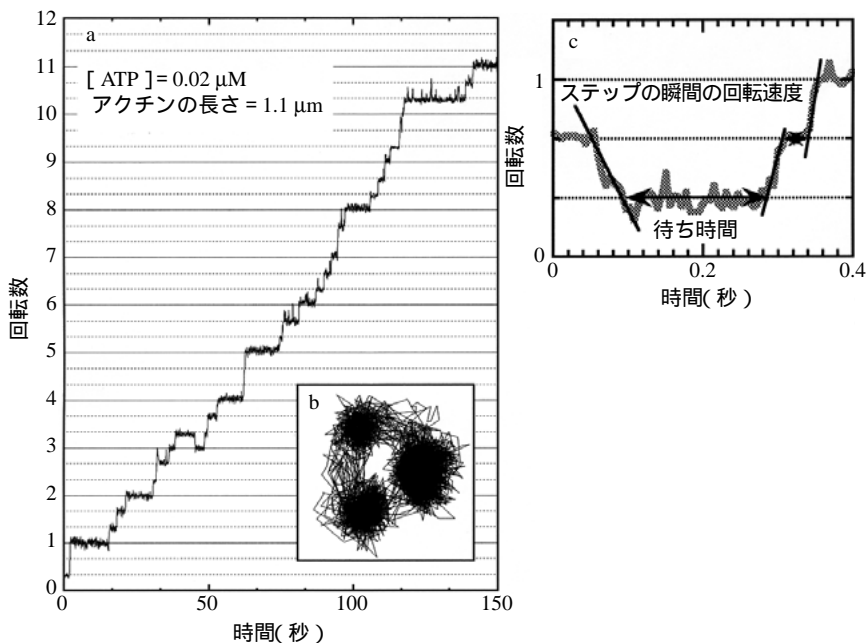 a
[ ATP ] = 0.02 μM
アクチンの長さ = 1.1 μm
回転数
12
11
10
9
8
7
6
5
4
3
2
1
0
0 50 100 150
時間( 秒 )
b
c
ステップの瞬間の回転速度
待ち時間
回転数
1
0
0 0.2 0.4
時間( 秒 )